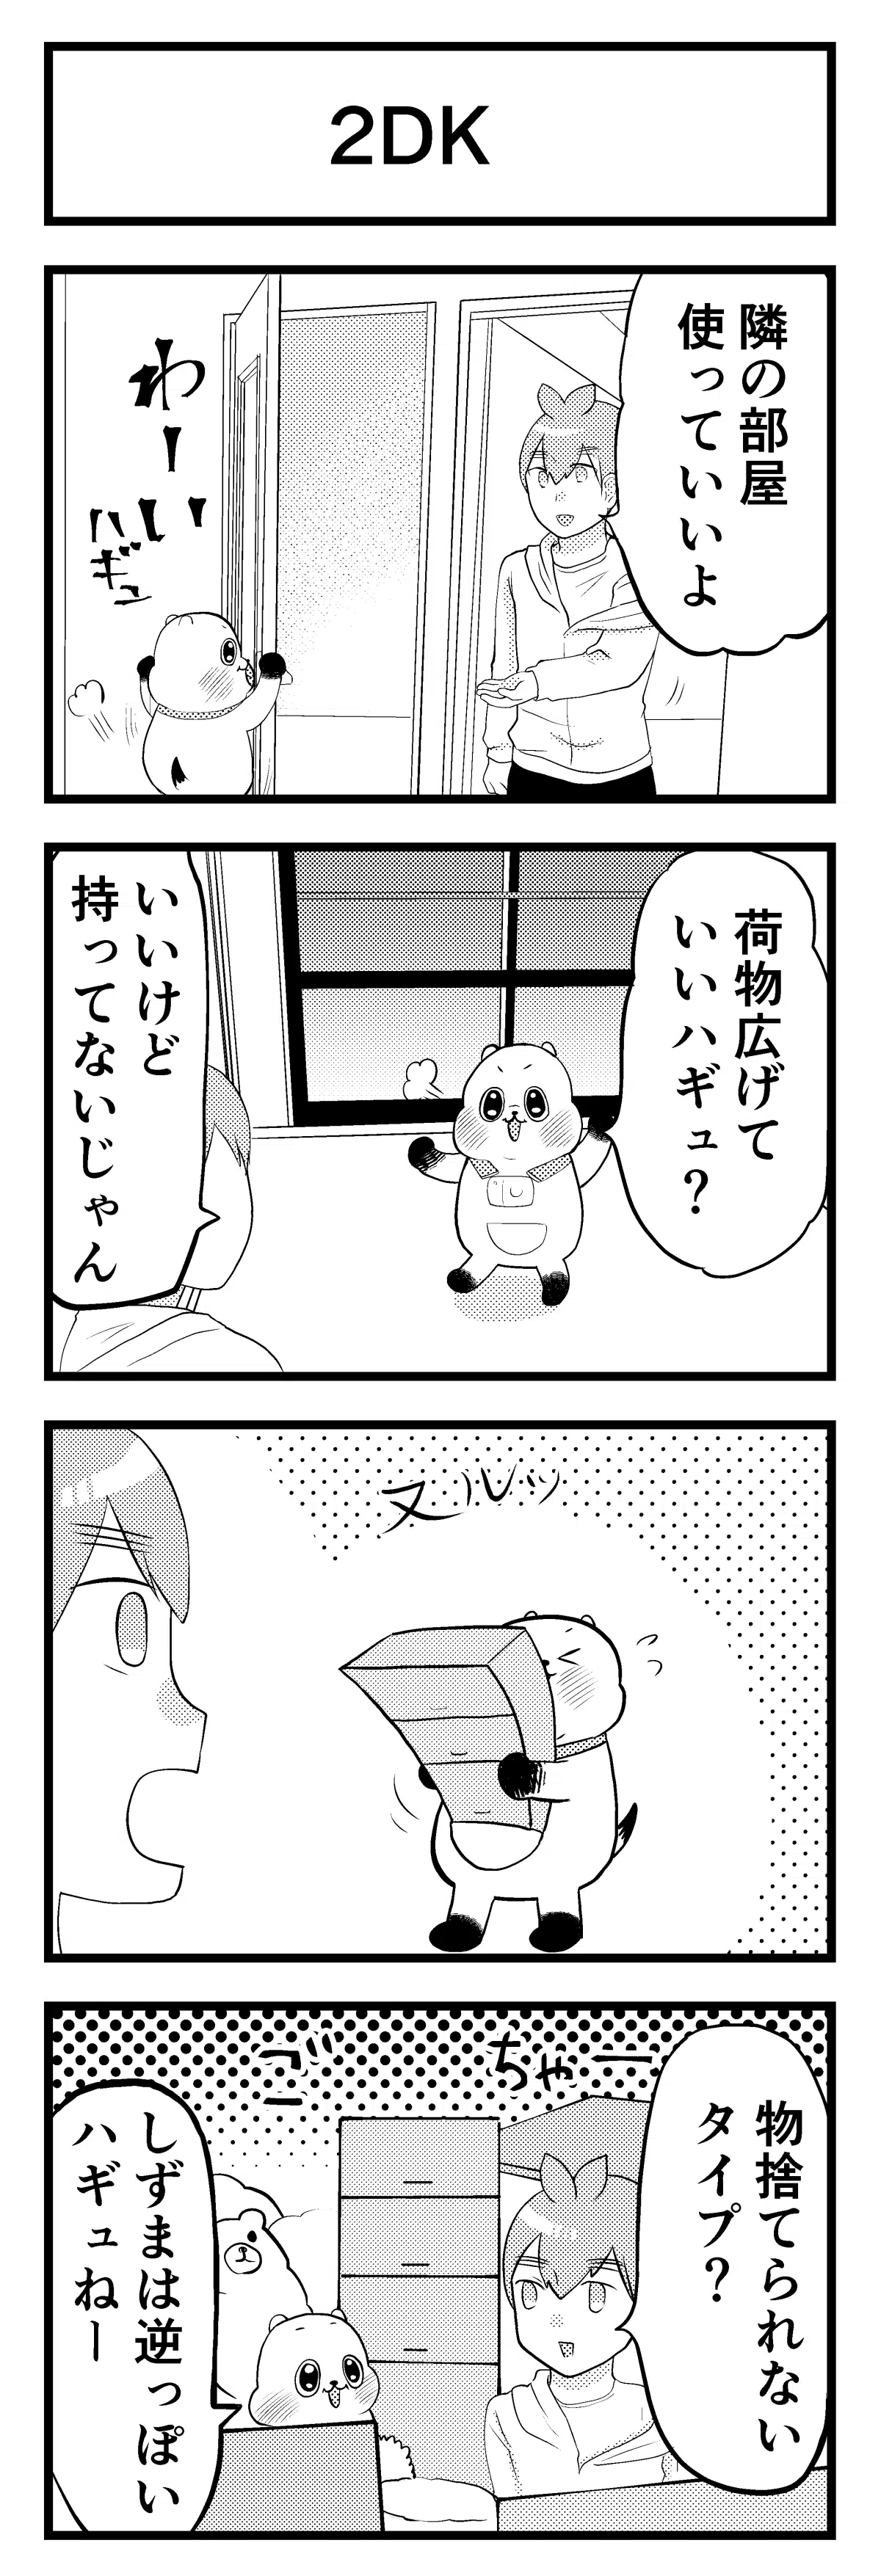 2DK
隣の部屋
使っていいよ
わーい
ハギュ
荷物広げて
いいハギュ?
いいけど
持ってないじゃん
ヌルッ
物捨てられない
タイプ?
ごちゃー
しずまは逆っぽい
ハギュねー